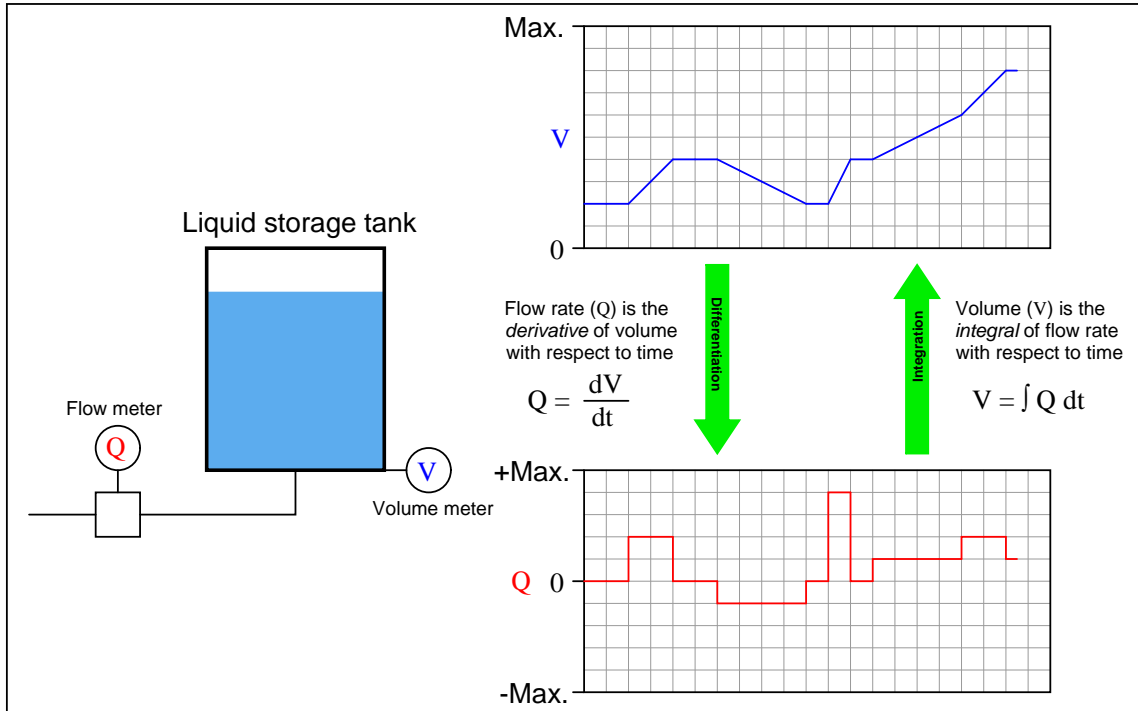 Liquid storage tank
Flow meter
Q
V
Volume meter
Max.
V
0
Flow rate (Q) is the
derivative of volume
with respect to time
Q = dV
dt
Differentiation
Integration
Volume (V) is the
integral of flow rate
with respect to time
V = ∫ Q dt
+Max.
Q 0
-Max.